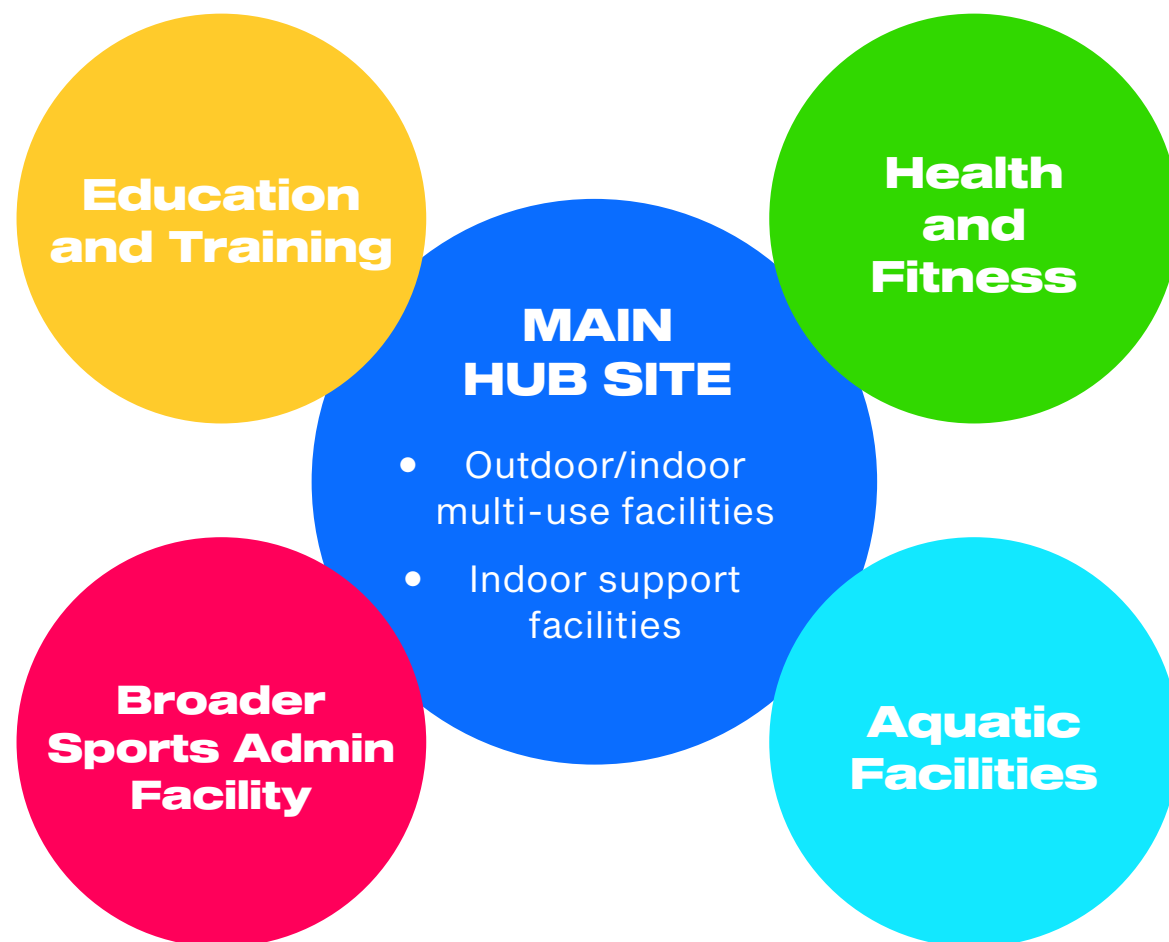 Education
and Training
Health
and
Fitness
MAIN
HUB SITE
• Outdoor/indoor
multi-use facilities
• Indoor support
facilities
Broader
Sports Admin
Facility
Aquatic
Facilities